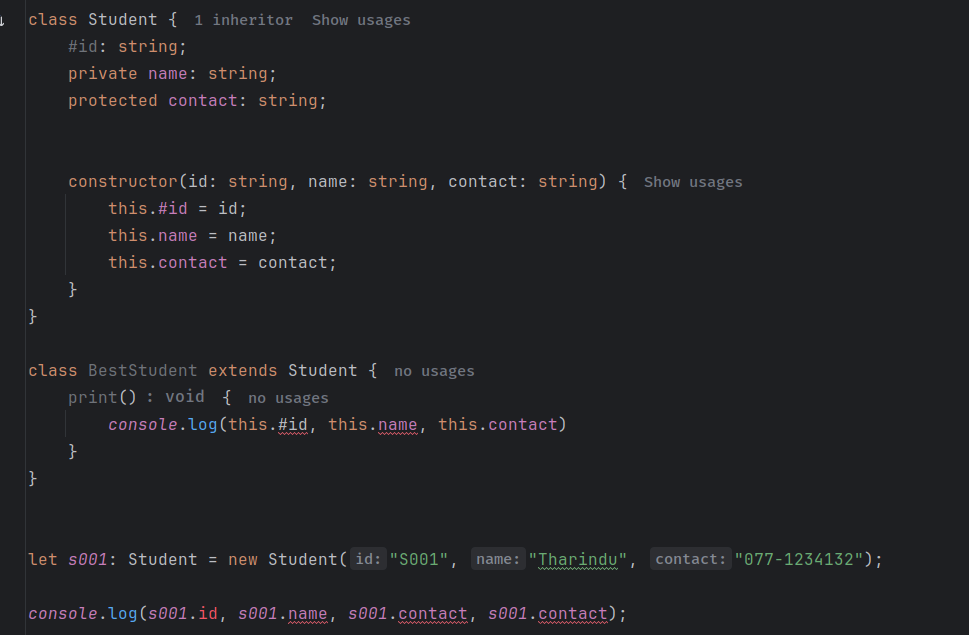 class Student { 1 inheritor Show usages
#id: string;
private name: string;
protected contact: string;
constructor(id: string, name: string, contact: string) { Show usages
this.#id = id;
this.name = name;
this.contact = contact;
}
}
class BestStudent extends Student { no usages
print() : void { no usages
console.log(this.#id, this.name, this.contact)
}
}
let s001: Student = new Student( id: "S001", name: "Tharindu", contact: "077-1234132");
console.log(s001.id, s001.name, s001.contact, s001.contact);